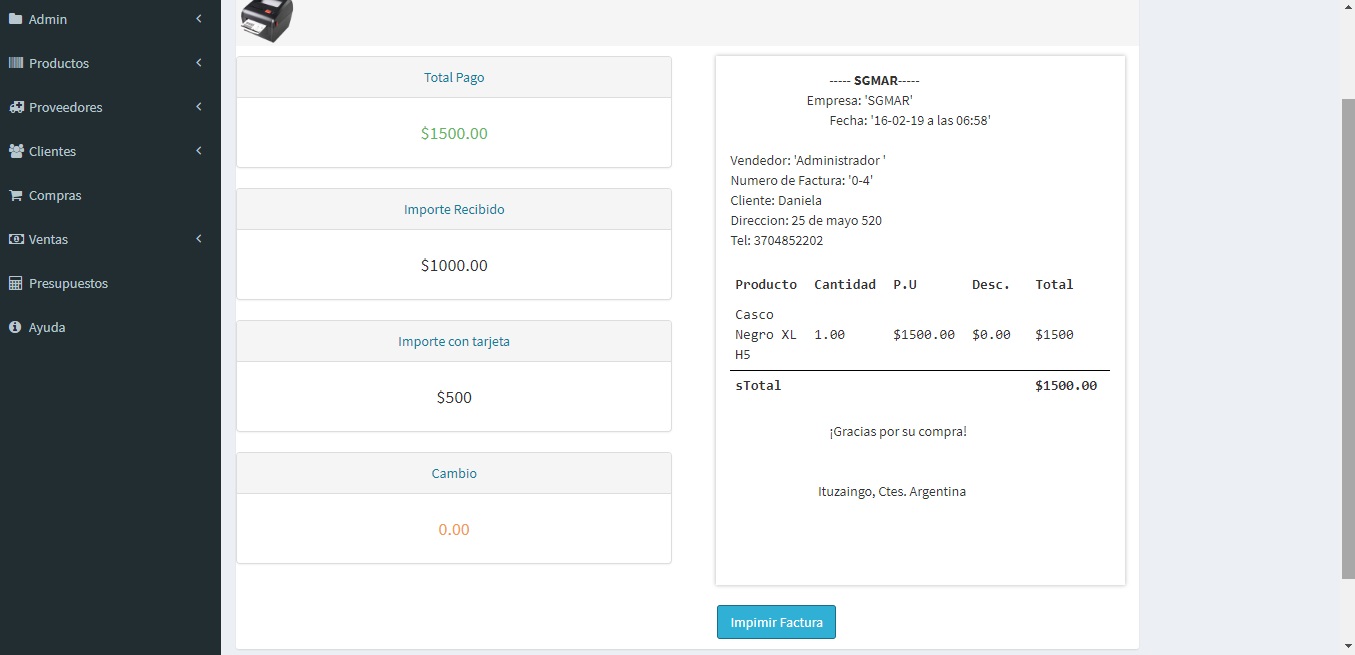 Admin
Productos
Proveedores
Clientes
Compras
Ventas
Presupuestos
Ayuda
Total Pago
$1500.00
Importe Recibido
$1000.00
Importe con tarjeta
$500
Cambio
0.00
----- SGMAR-----
Empresa: 'SGMAR'
Fecha: '16-02-19 a las 06:58'
Vendedor: 'Administrador '
Numero de Factura: '0-4'
Cliente: Daniela
Direccion: 25 de mayo 520
Tel: 3704852202
Producto Cantidad P.U Desc. Total
Casco
Negro XL 1.00 $1500.00 $0.00 $1500
H5
sTotal $1500.00
¡Gracias por su compra!
Ituzaingo, Ctes. Argentina
Impimir Factura